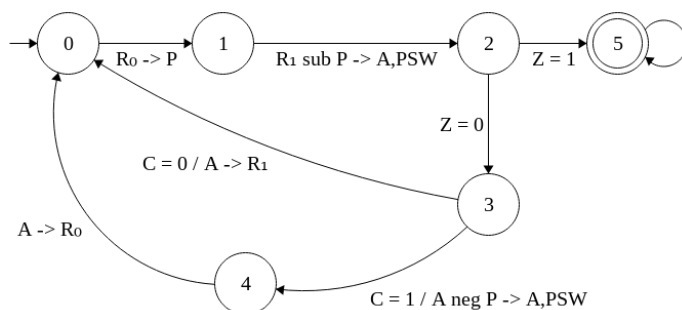 0
1
2
5
R₀ -> P
R₁ sub P -> A,PSW
Z = 1
Z = 0
C = 0 / A -> R₁
3
A -> R₀
4
C = 1 / A neg P -> A,PSW